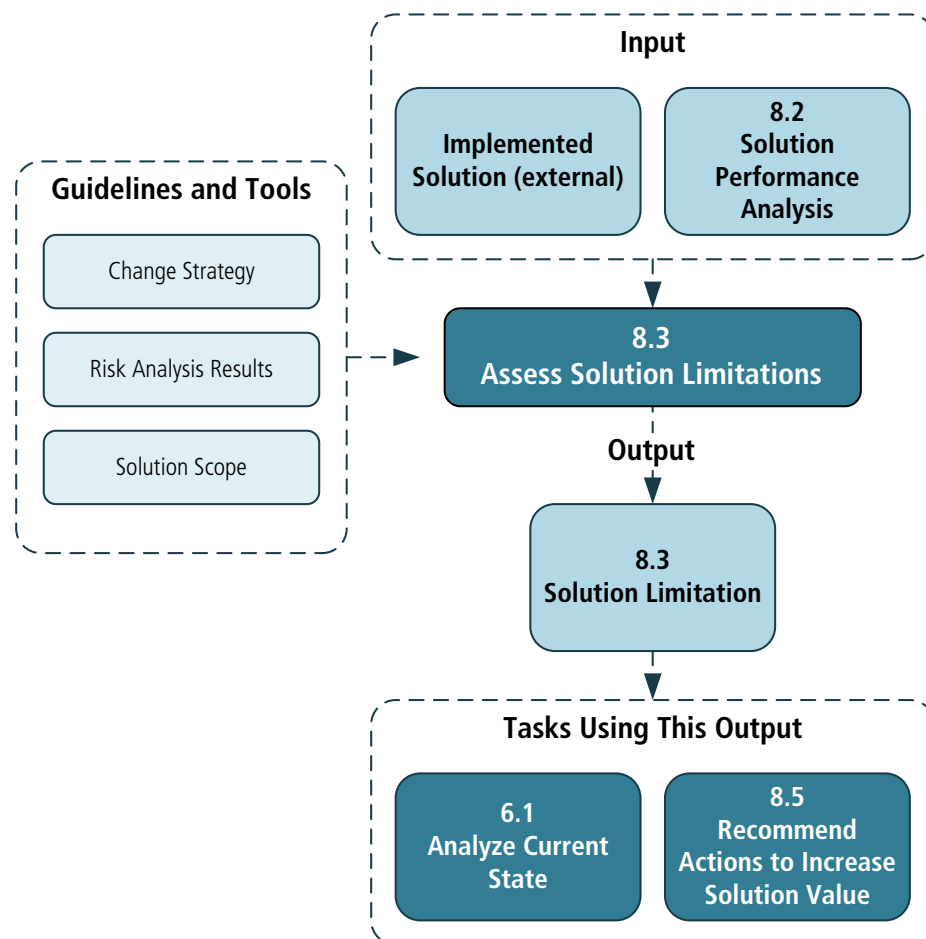 Input
Implemented
Solution (external)
8.2
Solution
Performance
Analysis
Guidelines and Tools
Change Strategy
Risk Analysis Results
Solution Scope
8.3
Assess Solution Limitations
Output
8.3
Solution Limitation
Tasks Using This Output
6.1
Analyze Current
State
8.5
Recommend
Actions to Increase
Solution Value